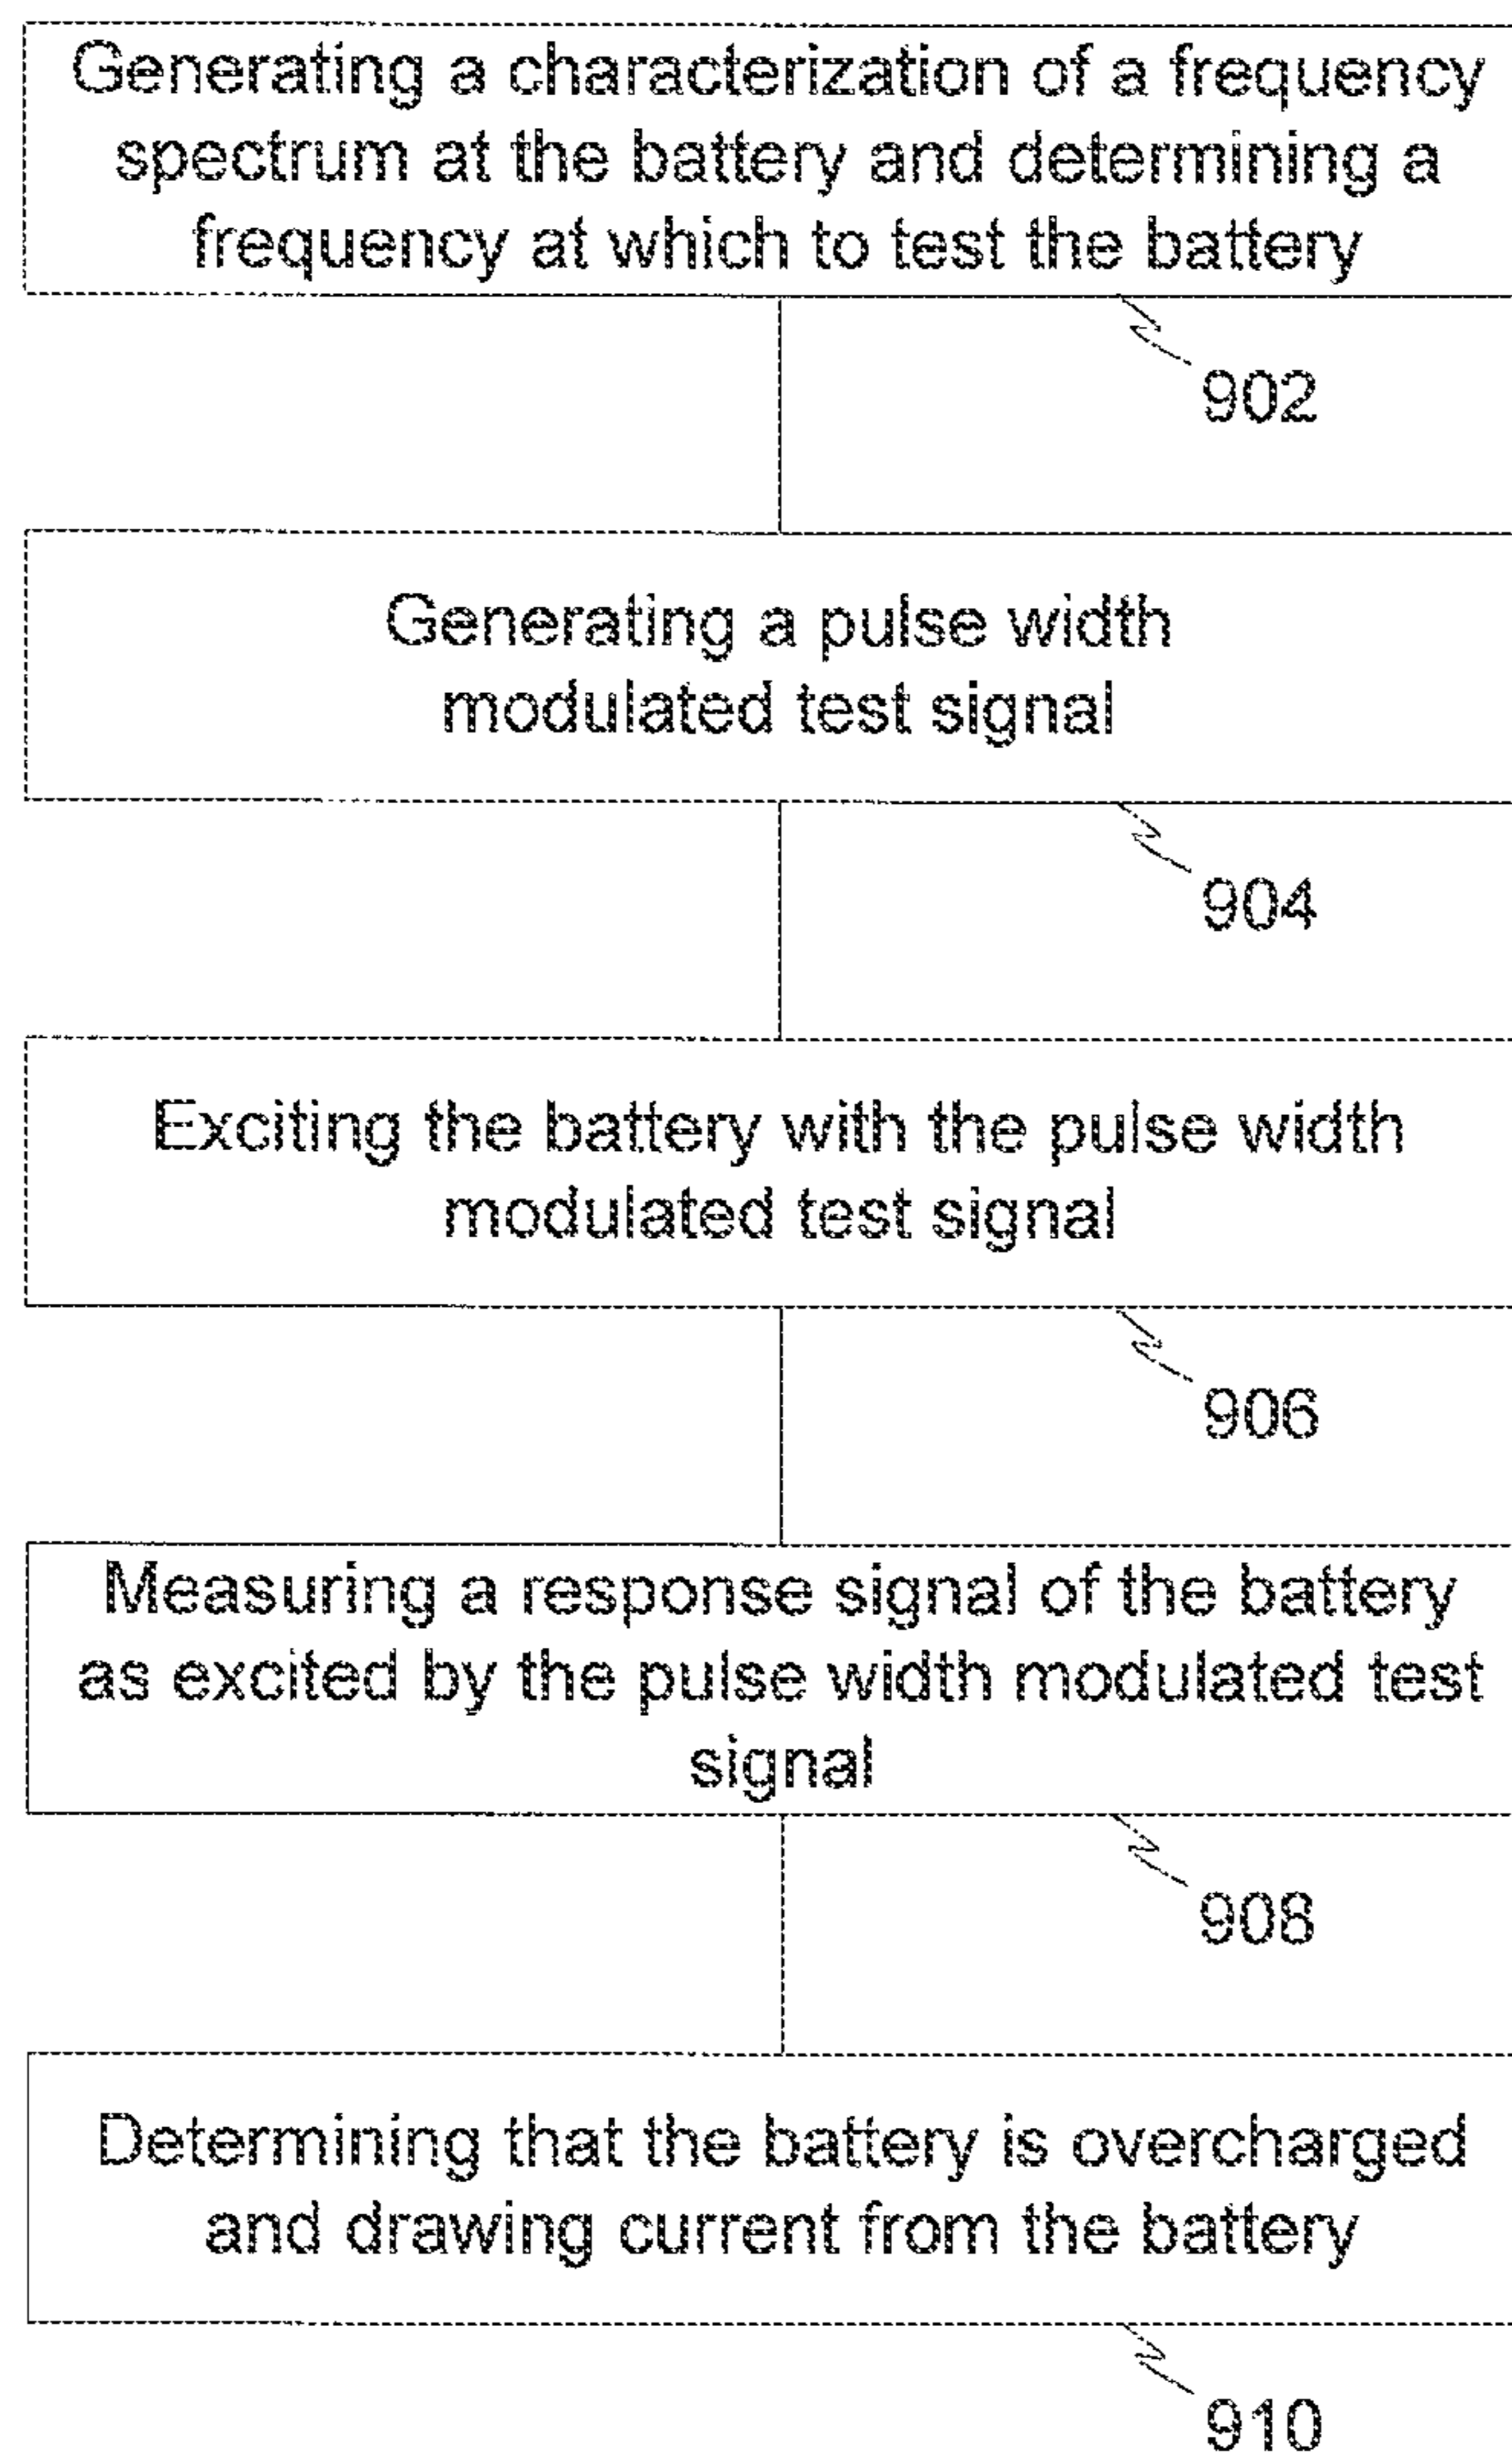 Generating a characterization of a frequency
spectrum at the battery and determining a
frequency at which to test the battery
902
Generating a pulse width
modulated test signal
904
Exciting the battery with the pulse width
modulated test signal
906
Measuring a response signal of the battery
as excited by the pulse width modulated test
signal
908
Determining that the battery is overcharged
and drawing current from the battery
910